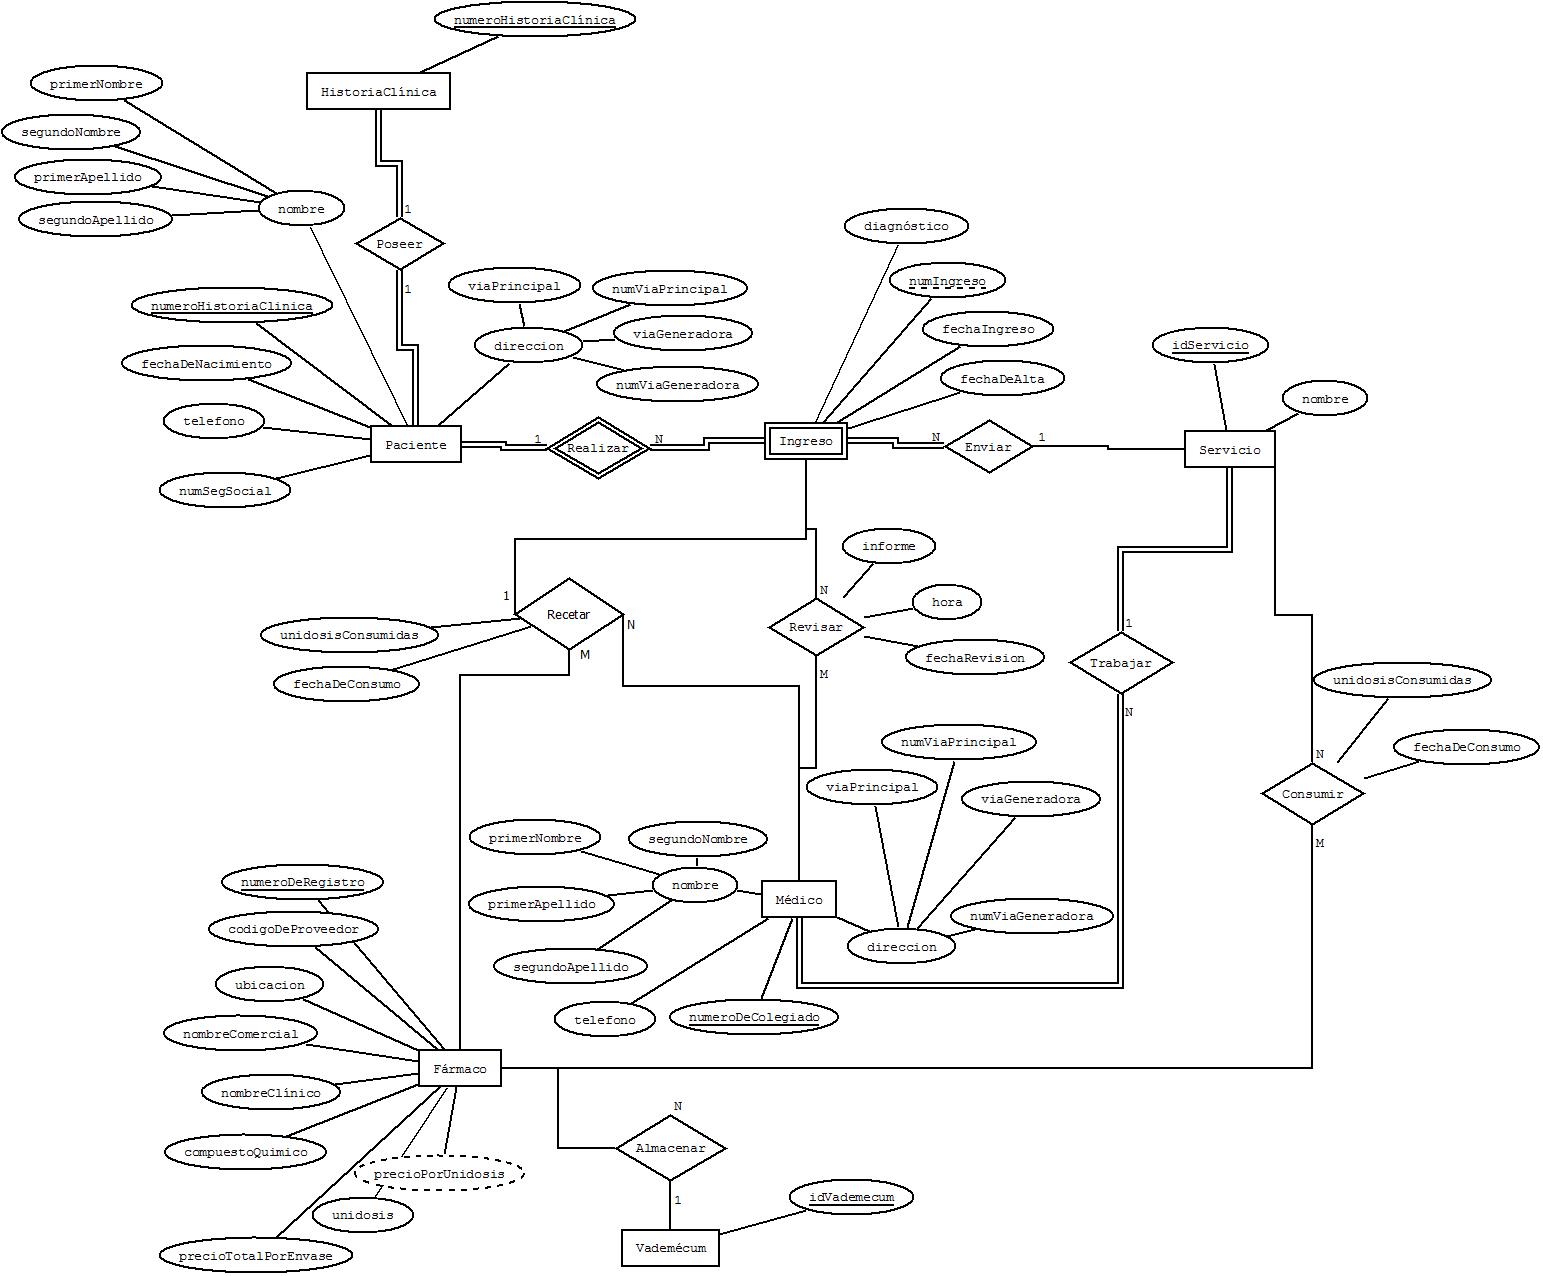 numeroHistoriaClínica
HistoriaClínica
primerNombre
segundoNombre
primerApellido
segundoApellido
nombre
1
Poseer
1
numeroHistoriaClinica
fechaDeNacimiento
telefono
numSegSocial
Paciente
viaPrincipal
numViaPrincipal
viaGeneradora
numViaGeneradora
direccion
1
Realizar
N
diagnóstico
numIngreso
fechaIngreso
fechaDeAlta
Ingreso
N
Enviar
1
idServicio
nombre
Servicio
1
Recetar
N
M
unidosisConsumidas
fechaDeConsumo
informe
hora
fechaRevision
N
Revisar
M
1
Trabajar
N
unidosisConsumidas
fechaDeConsumo
N
Consumir
M
numViaPrincipal
viaPrincipal
viaGeneradora
numViaGeneradora
direccion
primerNombre
segundoNombre
nombre
primerApellido
segundoApellido
Médico
telefono
numeroDeColegiado
numeroDeRegistro
codigoDeProveedor
ubicacion
nombreComercial
nombreClínico
compuestoQuimico
Fármaco
precioPorUnidosis
unidosis
precioTotalPorEnvase
N
Almacenar
1
idVademecum
Vademécum